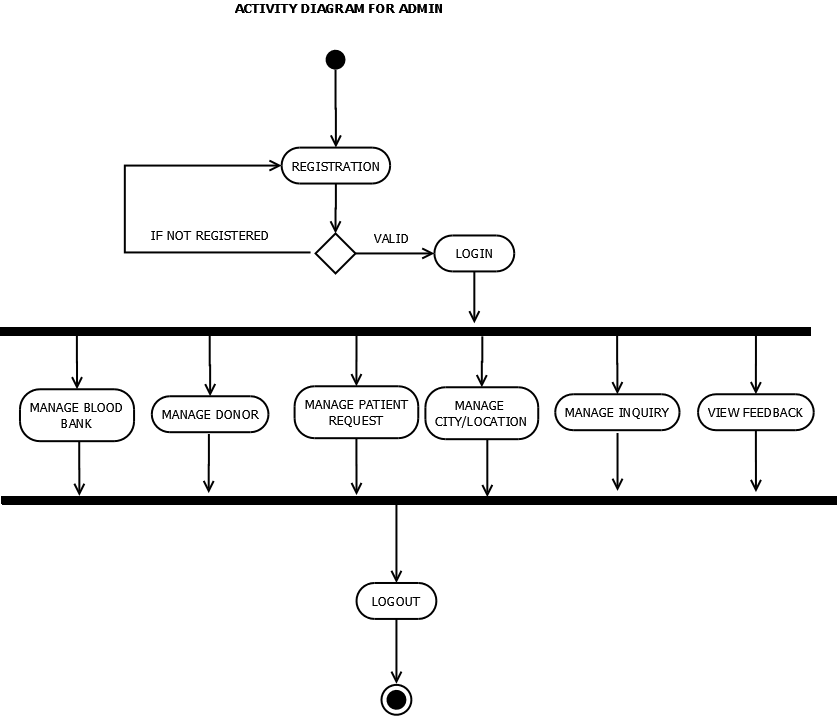 ACTIVITY DIAGRAM FOR ADMIN
REGISTRATION
IF NOT REGISTERED
VALID
LOGIN
MANAGE BLOOD
BANK
MANAGE DONOR
MANAGE PATIENT
REQUEST
MANAGE
CITY/LOCATION
MANAGE INQUIRY
VIEW FEEDBACK
LOGOUT